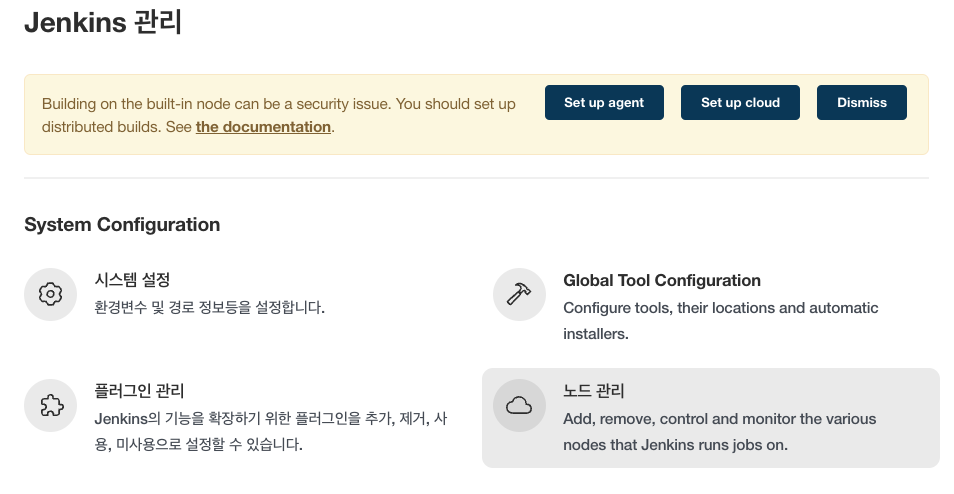 Jenkins 관리
Building on the built-in node can be a security issue. You should set up
distributed builds. See the documentation.
Set up agent
Set up cloud
Dismiss
System Configuration
시스템 설정
환경변수 및 경로 정보등을 설정합니다.
Global Tool Configuration
Configure tools, their locations and automatic
installers.
플러그인 관리
Jenkins의 기능을 확장하기 위한 플러그인을 추가, 제거, 사
용, 미사용으로 설정할 수 있습니다.
노드 관리
Add, remove, control and monitor the various
nodes that Jenkins runs jobs on.